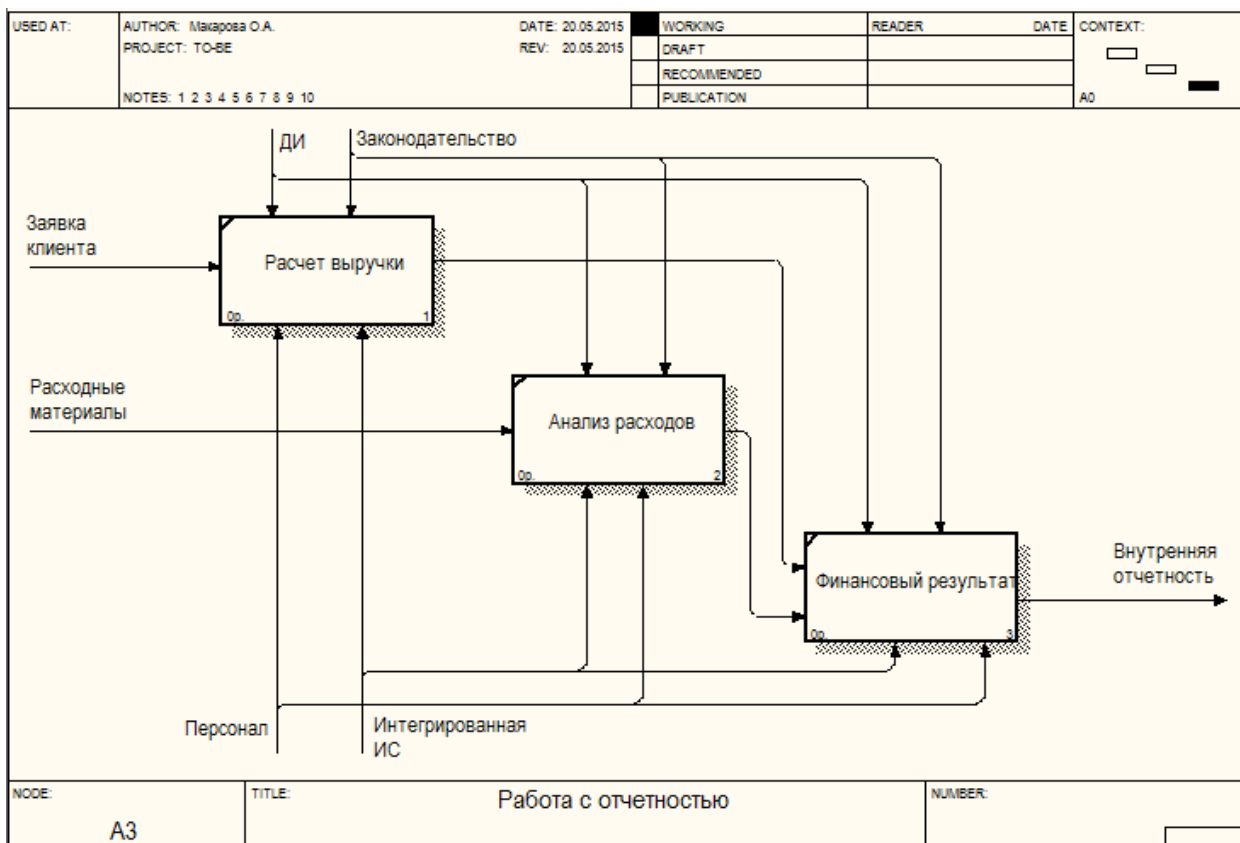 USED AT:
AUTHOR: Макарова О.А.
DATE: 20.05.2015
WORKING
READER
DATE
CONTEXT:
PROJECT: TO-BE
REV: 20.05.2015
DRAFT
RECOMMENDED
NOTES: 1 2 3 4 5 6 7 8 9 10
PUBLICATION
A0
ДИ
Законодательство
Заявка
клиента
Расчет выручки
0р.
1
Расходные
материалы
Анализ расходов
0р.
2
Финансовый результат
0р.
3
Внутренняя
отчетность
Персонал
Интегрированная
ИС
NODE:
A3
TITLE:
Работа с отчетностью
NUMBER: